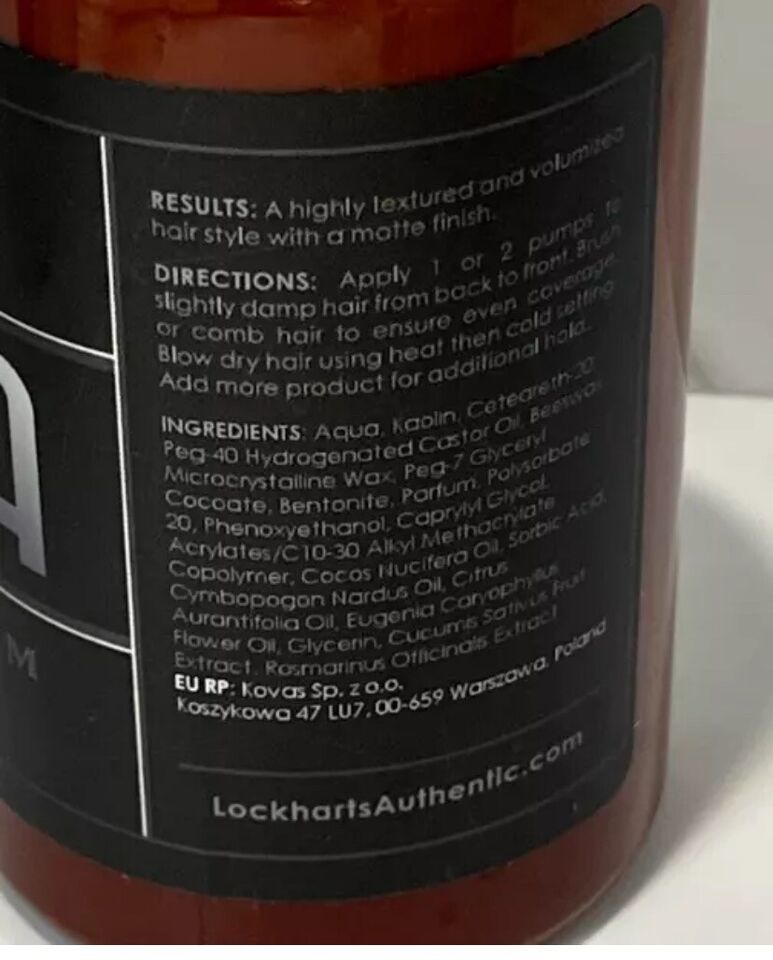 RESULTS: A highly textured and volumized
hair style with a matte finish.
DIRECTIONS: Apply 1 or 2 pumps to
slightly damp hair from back to front. Brush
or comb hair to ensure even coverage.
Blow dry hair using heat then cold setting
Add more product for additional hold.
INGREDIENTS: Aqua, Kaolin, Ceteareth-20,
Peg-40 Hydrogenated Castor Oil, Beeswax,
Microcrystalline Wax, Peg-7 Glyceryl
Cocoate, Bentonite, Parfum, Polysorbate
20, Phenoxyethanol, Caprylyl Glycol,
Acrylates/C10-30 Alkyl Methacrylate
Copolymer, Cocos Nucifera Oil, Sorbic Acid,
Cymbopogon Nardus Oil, Citrus
Aurantifolia Oil, Eugenia Caryophyllus
Flower Oil, Glycerin, Cucumis Sativus Fruit
Extract, Rosmarinus Officinalis Extract
EU RP: Kovas Sp. z o.o.
Koszykowa 47 LU7, 00-659 Warszawa, Poland
LockhartsAuthentic.com
A
M